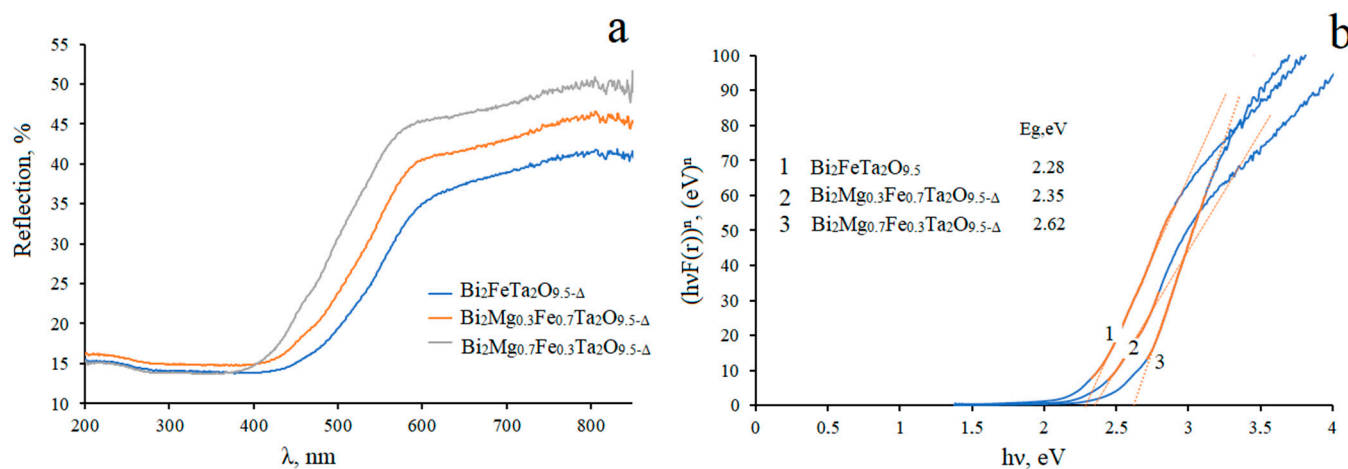 a
55
50
45
40
35
30
25
20
15
10
Reflection, %
200 300 400 500 600 700 800
λ, nm
Bi₂FeTa₂O₉.₅₋Δ
Bi₂Mg₀.₃Fe₀.₇Ta₂O₉.₅₋Δ
Bi₂Mg₀.₇Fe₀.₃Ta₂O₉.₅₋Δ
b
100
90
80
70
60
50
40
30
20
10
0
(hνF(r))ⁿ, (eV)ⁿ
0 0.5 1 1.5 2 2.5 3 3.5 4
hν, eV
Eg,eV
1 Bi₂FeTa₂O₉.₅ 2.28
2 Bi₂Mg₀.₃Fe₀.₇Ta₂O₉.₅₋Δ 2.35
3 Bi₂Mg₀.₇Fe₀.₃Ta₂O₉.₅₋Δ 2.62
1
2
3